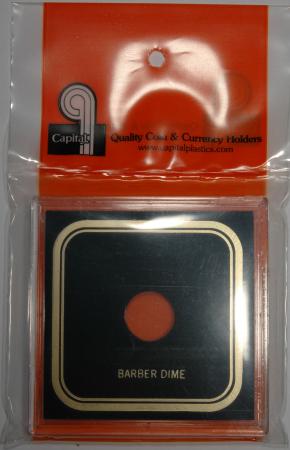 Capital
Quality Coin & Currency Holders
www.capitalplastics.com
BARBER DIME